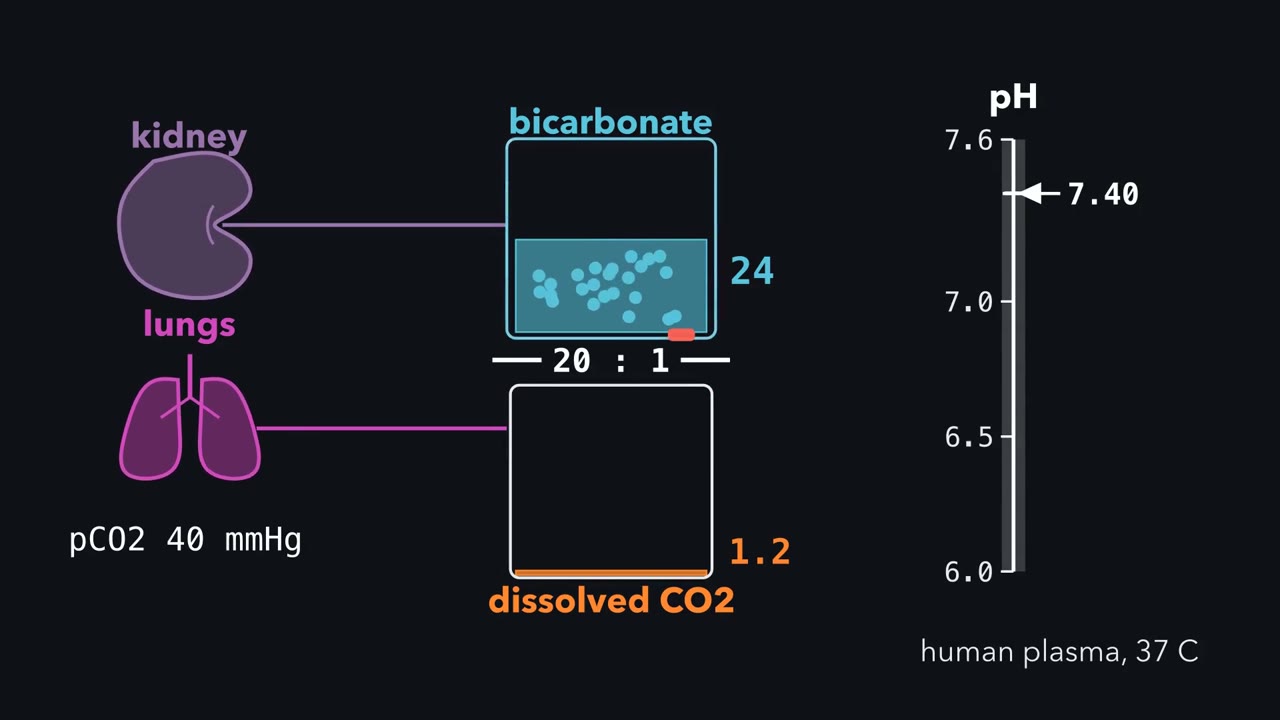 kidney
lungs
pCO2 40 mmHg
bicarbonate
24
20 : 1
1.2
dissolved CO2
pH
7.6
7.40
7.0
6.5
6.0
human plasma, 37 C